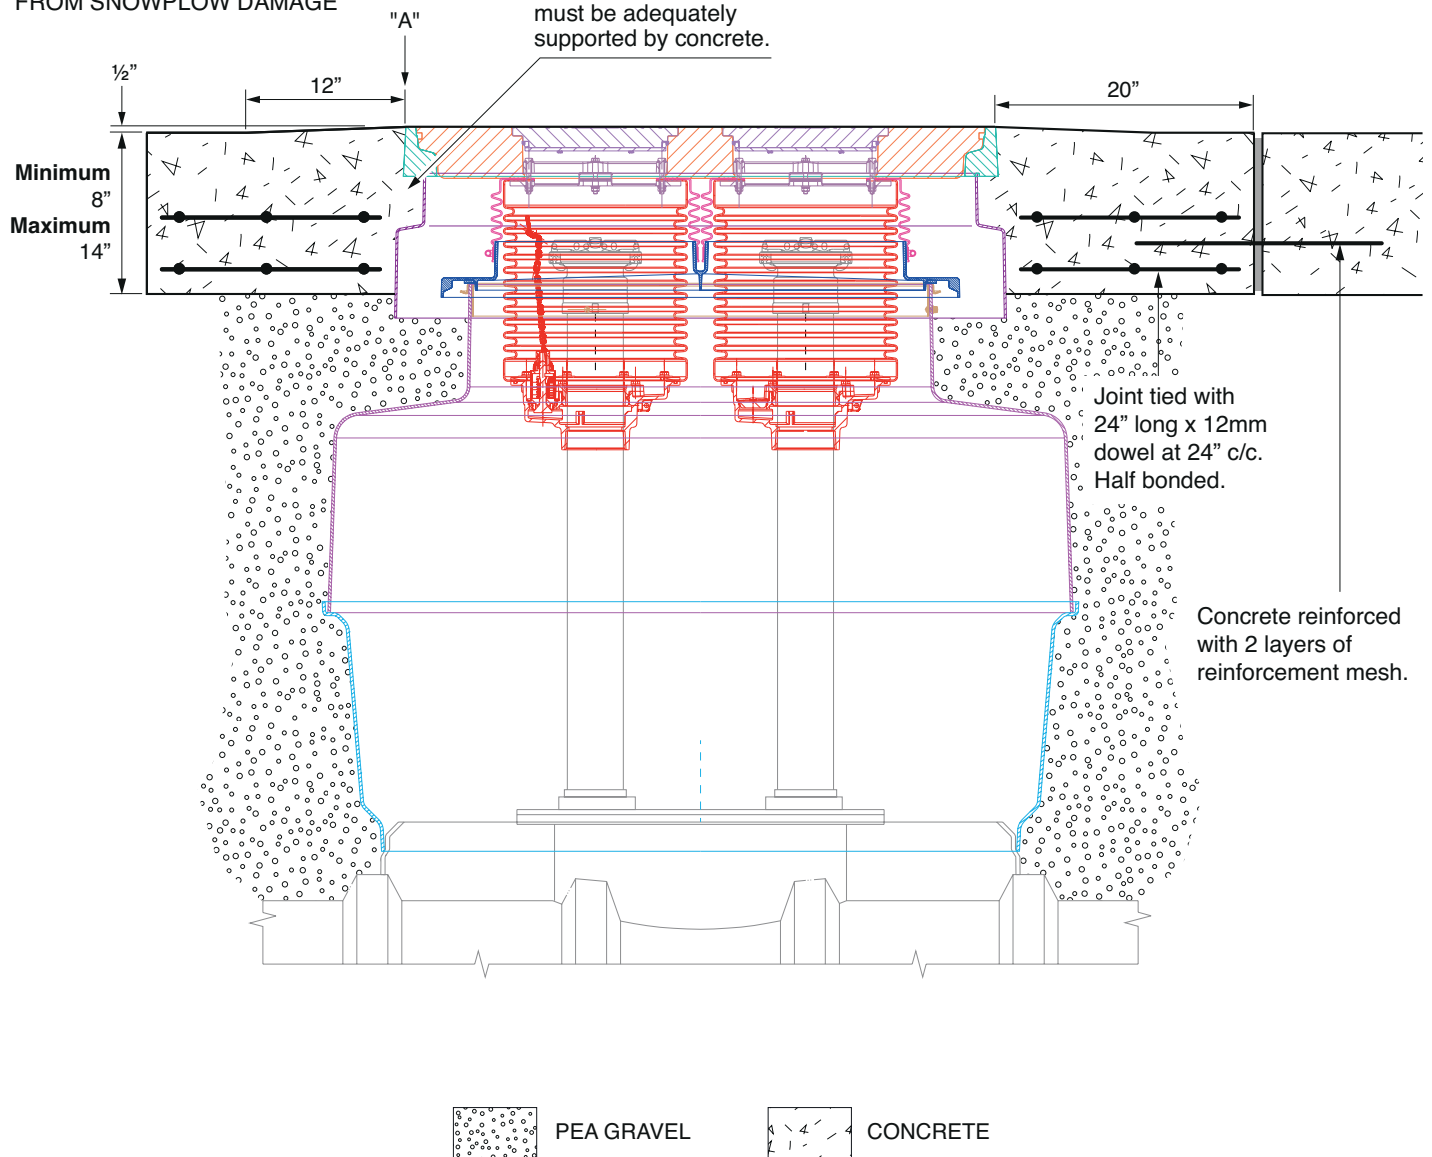 FROM SNOWPLOW DAMAGE
"A"
must be adequately
supported by concrete.
½”
12”
20”
Minimum
8”
Maximum
14”
Joint tied with
24” long x 12mm
dowel at 24” c/c.
Half bonded.
Concrete reinforced
with 2 layers of
reinforcement mesh.
PEA GRAVEL
CONCRETE